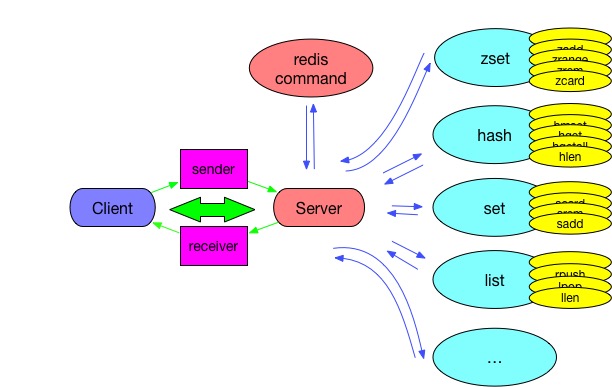 redis
command
sender
Client
Server
receiver
zset
zadd
zrange
zrem
zcard
hash
hmset
hget
hgetall
hlen
set
scard
srem
sadd
list
rpush
lpop
llen
...